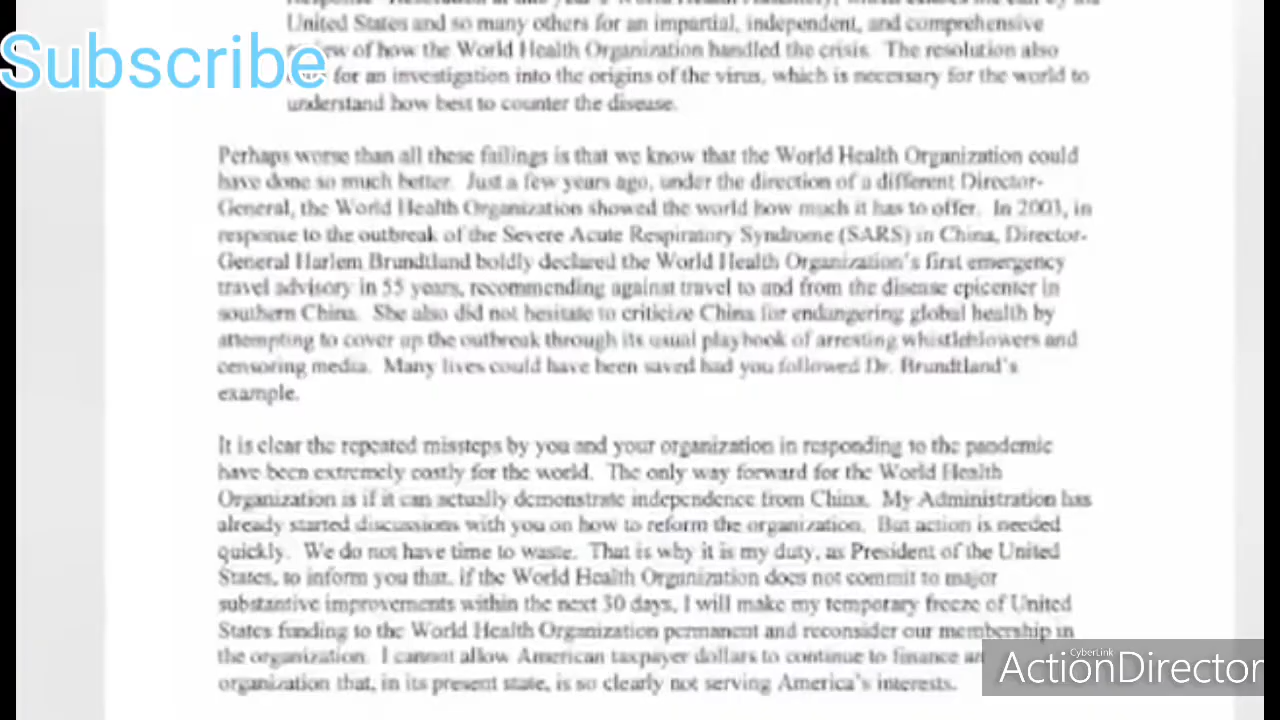 United States and so many others for an impartial, independent, and comprehensive
of how the World Health Organization handled the crisis. The resolution also
for an investigation into the origins of the virus, which is necessary for the world to
understand how best to counter the disease.
Perhaps worse than all these failings is that we know that the World Health Organization could
have done so much better. Just a few years ago, under the direction of a different Director-
General, the World Health Organization showed the world how much it has to offer. In 2003, in
response to the outbreak of the Severe Acute Respiratory Syndrome (SARS) in China, Director-
General Harlem Brundtland boldly declared the World Health Organization's first emergency
travel advisory in 55 years, recommending against travel to and from the disease epicenter in
southern China. She also did not hesitate to criticize China for endangering global health by
attempting to cover up the outbreak through its usual playbook of arresting whistleblowers and
censoring media. Many lives could have been saved had you followed Dr. Brundtland's
example.
It is clear the repeated missteps by you and your organization in responding to the pandemic
have been extremely costly for the world. The only way forward for the World Health
Organization is if it can actually demonstrate independence from China. My Administration has
already started discussions with you on how to reform the organization. But action is needed
quickly. We do not have time to waste. That is why it is my duty, as President of the United
States, to inform you that, if the World Health Organization does not commit to major
substantive improvements within the next 30 days, I will make my temporary freeze of United
States funding to the World Health Organization permanent and reconsider our membership in
the organization. I cannot allow American taxpayer dollars to continue to finance an
organization that, in its present state, is so clearly not serving America's interests.
Subscribe
CyberLink
ActionDirector